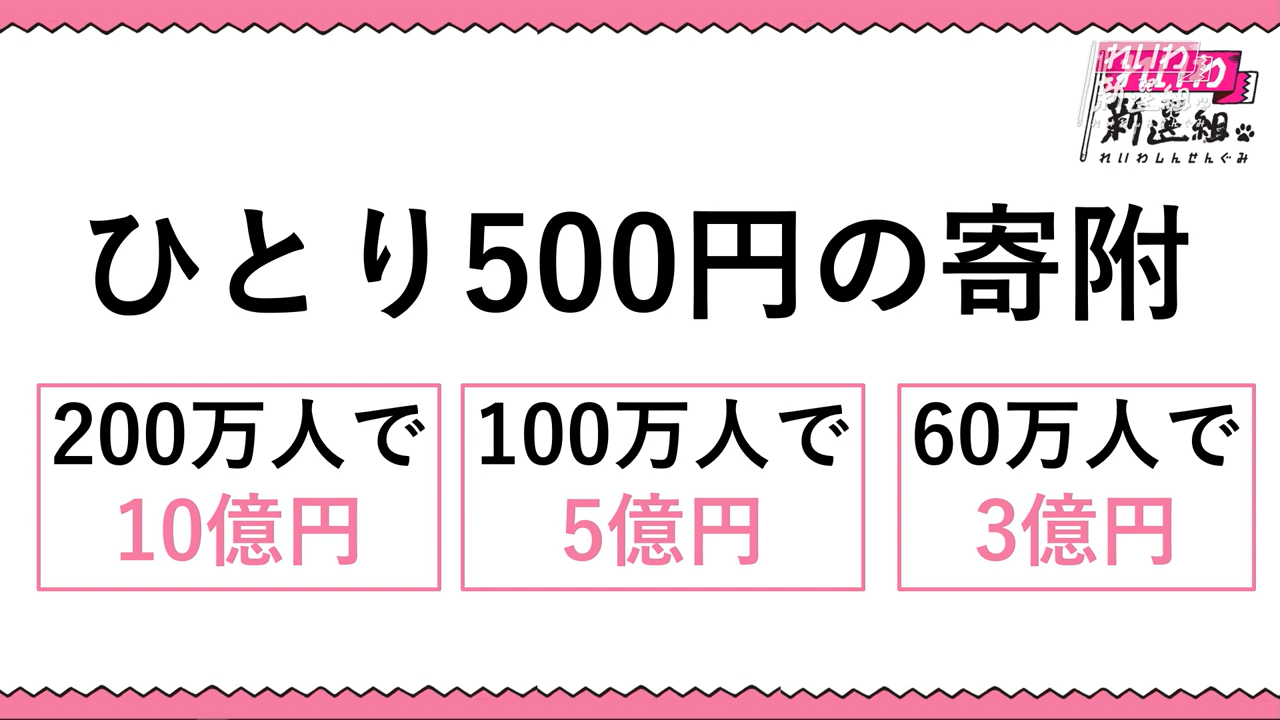 れいわ
新選組
れいわしんせんぐみ
ひとり500円の寄附
200万人で
10億円
100万人で
5億円
60万人で
3億円